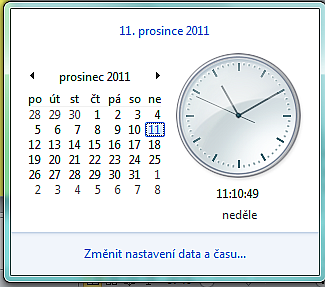 11. prosince 2011
prosinec 2011
po út st čt pá so ne
28 29 30 1 2 3 4
5 6 7 8 9 10 11
12 13 14 15 16 17 18
19 20 21 22 23 24 25
26 27 28 29 30 31 1
2 3 4 5 6 7 8
11:10:49
neděle
Změnit nastavení data a času...